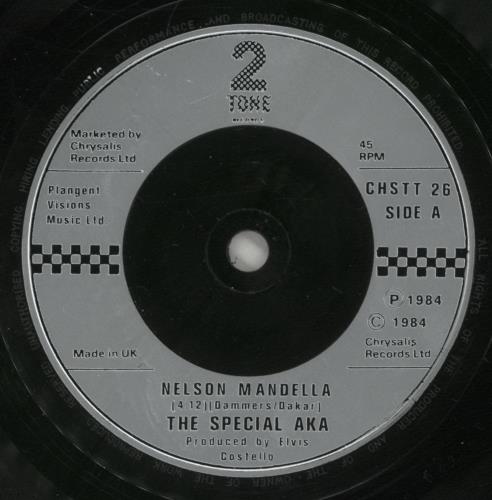 2
TONE
RECORDS
Marketed by
Chrysalis
Records Ltd
45
RPM
Plangent
Visions
Music Ltd
CHSTT 26
SIDE A
P 1984
© 1984
Chrysalis
Records Ltd
Made in UK
NELSON MANDELLA
[4.12] [Dammers/Dakar]
THE SPECIAL AKA
Produced by Elvis
Costello
PUBLIC PERFORMANCE AND BROADCASTING OF THIS RECORD PROHIBITED.
ALL RIGHTS OF THE PRODUCER AND OF THE OWNER OF THE WORK REPRODUCED RESERVED. UNAUTHORISED COPYING HIRING LENDING